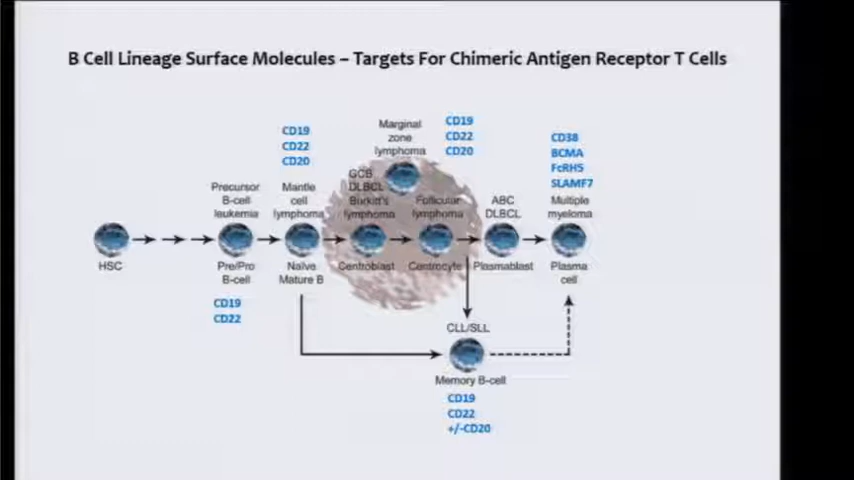 B Cell Lineage Surface Molecules – Targets For Chimeric Antigen Receptor T Cells
CD19
CD22
CD20
Marginal
zone
lymphoma
CD19
CD22
CD20
CD38
BCMA
FcRH5
SLAMF7
Precursor
B-cell
leukemia
Mantle
cell
lymphoma
GCB
DLBCL
Burkitt's
lymphoma
Follicular
lymphoma
ABC
DLBCL
Multiple
myeloma
HSC
Pre/Pro
B-cell
Naïve
Mature B
Centroblast
Centrocyte
Plasmablast
Plasma
cell
CD19
CD22
CLL/SLL
Memory B-cell
CD19
CD22
+/-CD20